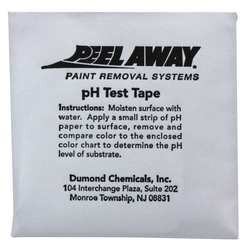 PEEL AWAY
PAINT REMOVAL SYSTEMS
pH Test Tape
Instructions: Moisten surface with
water. Apply a small strip of pH
paper to surface, remove and
compare color to the enclosed
color chart to determine the pH
level of substrate.
Dumond Chemicals, Inc.
104 Interchange Plaza, Suite 202
Monroe Township, NJ 08831